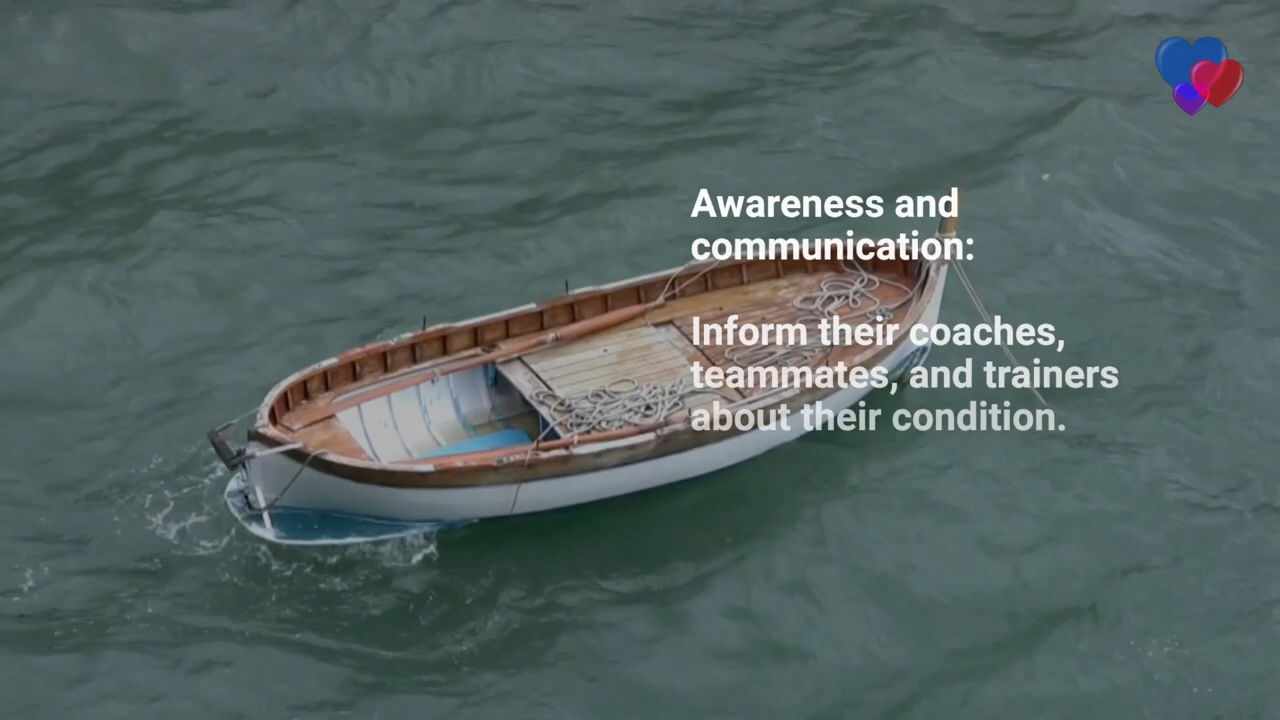 Awareness and
communication:
Inform their coaches,
teammates, and trainers
about their condition.